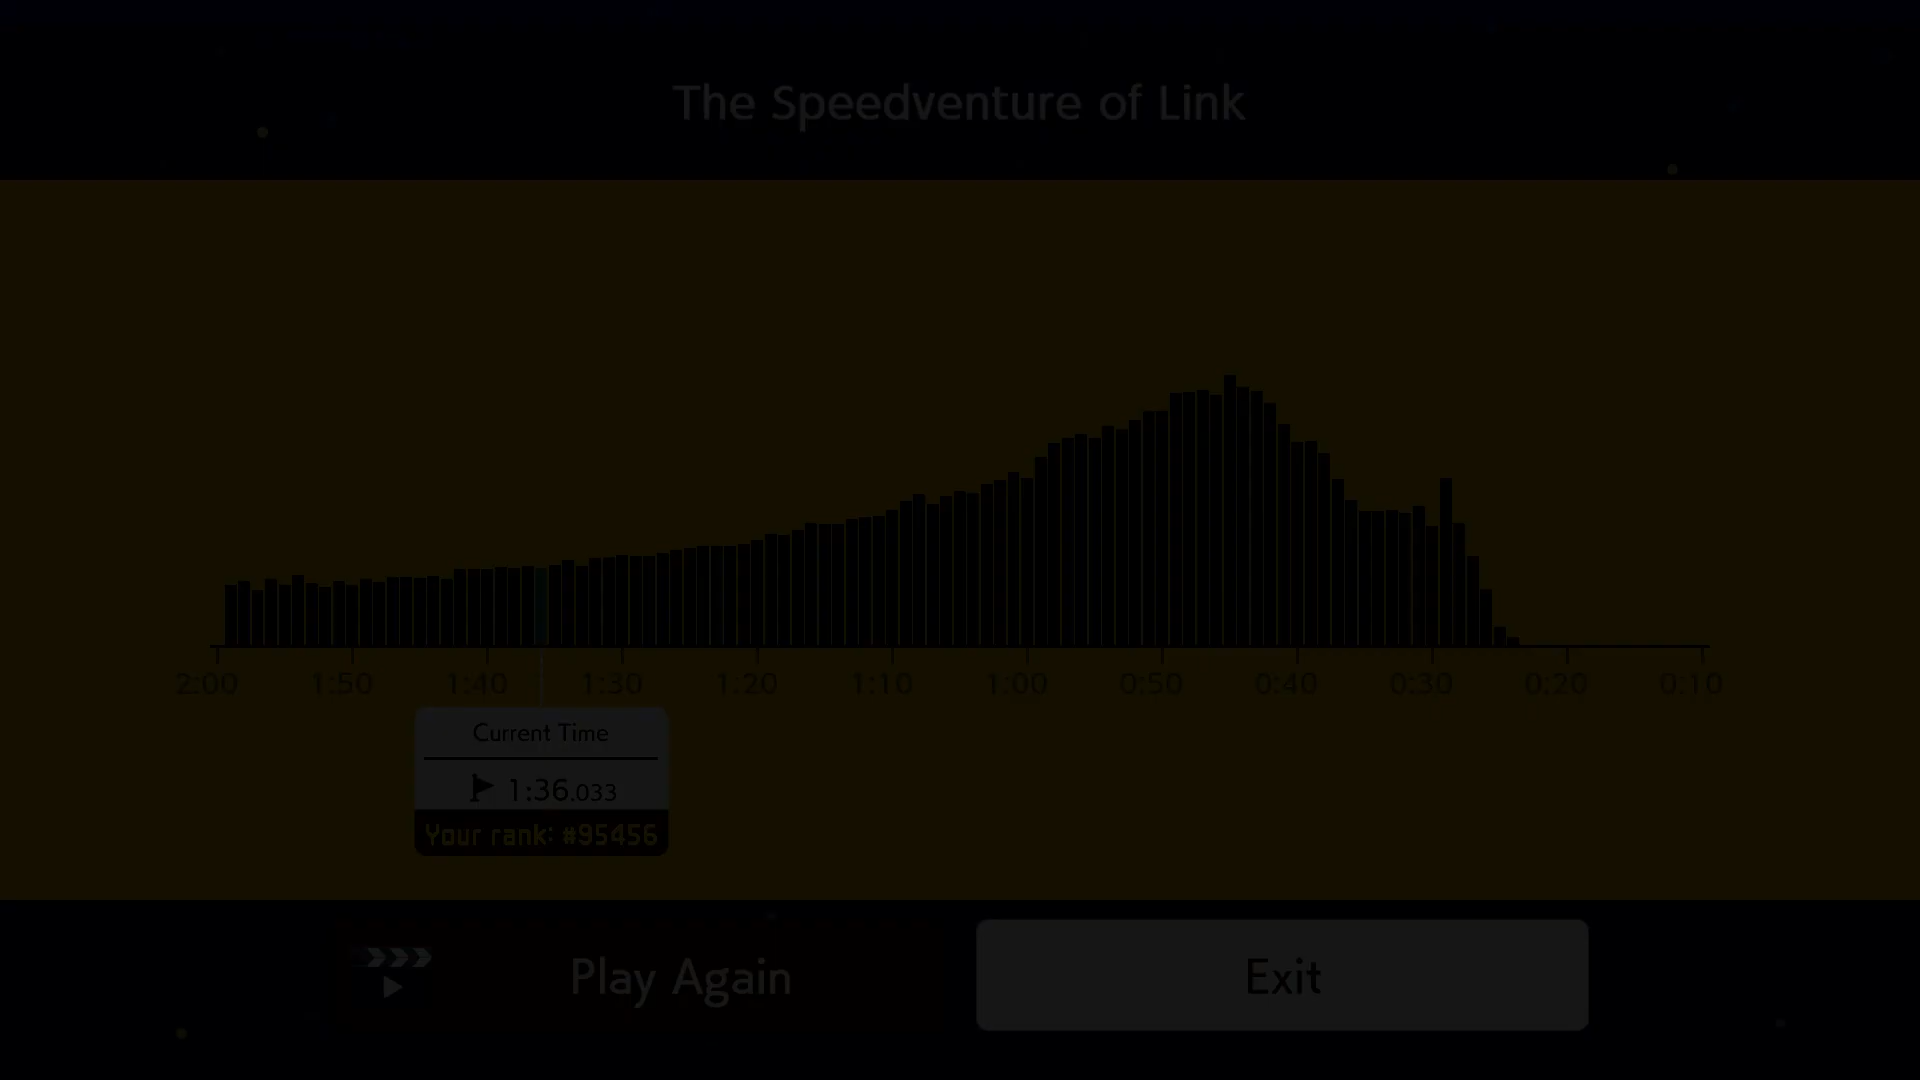 The Speedventure of Link
2:00 1:50 1:40 1:30 1:20 1:10 1:00 0:50 0:40 0:30 0:20 0:10
Current Time
1:36.033
Your rank: #95456
Play Again
Exit